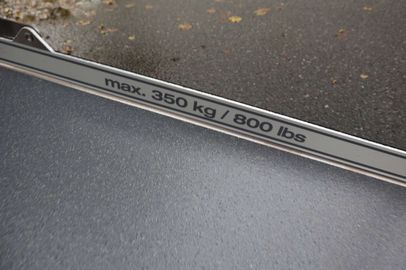 max. 350 kg / 800 lbs